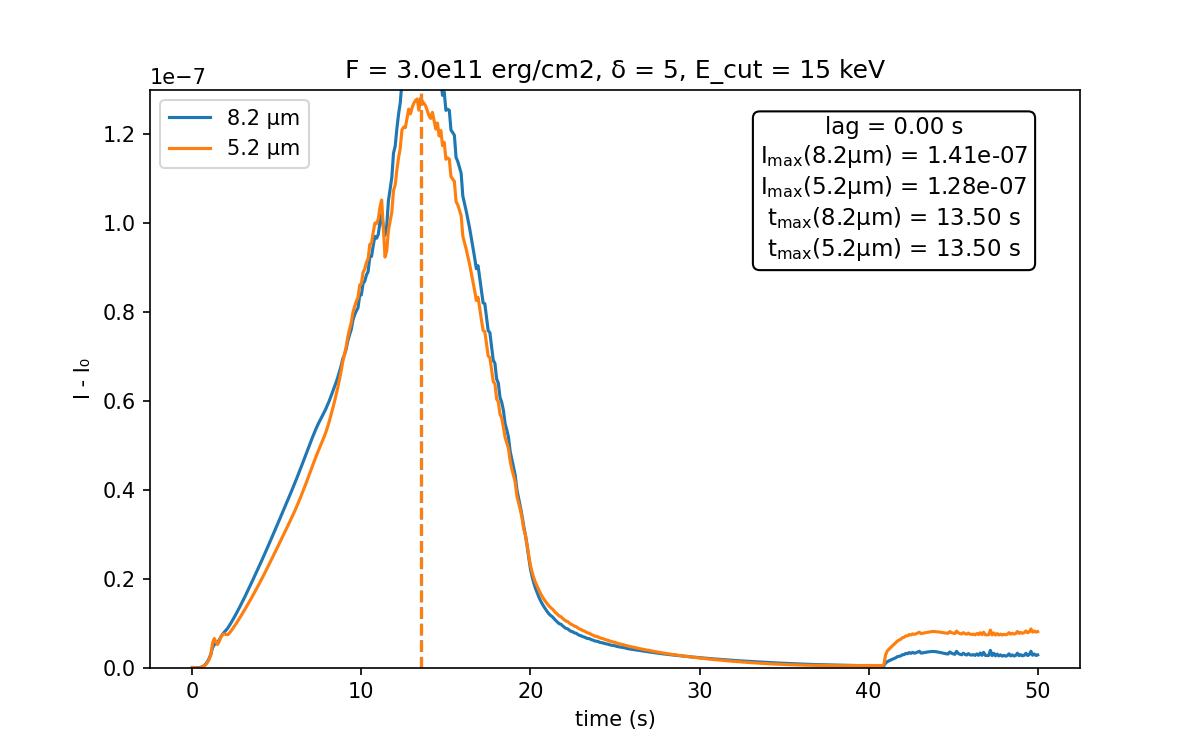 F = 3.0e11 erg/cm2, δ = 5, E_cut = 15 keV
1e−7
8.2 μm
5.2 μm
lag = 0.00 s
Imax(8.2μm) = 1.41e-07
Imax(5.2μm) = 1.28e-07
tmax(8.2μm) = 13.50 s
tmax(5.2μm) = 13.50 s
1.2
1.0
0.8
0.6
0.4
0.2
0.0
I - I₀
0 10 20 30 40 50
time (s)